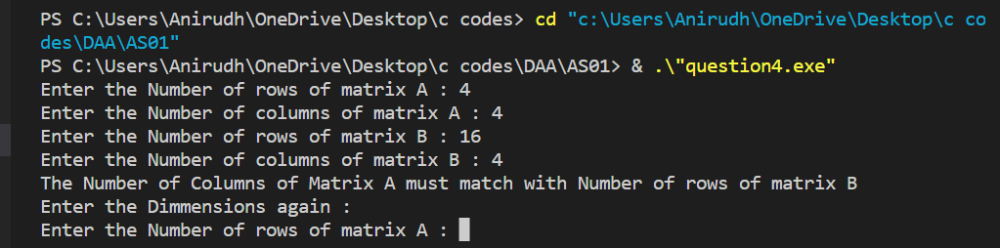 PS C:\Users\Anirudh\OneDrive\Desktop\c codes> cd "c:\Users\Anirudh\OneDrive\Desktop\c co
des\DAA\AS01"
PS C:\Users\Anirudh\OneDrive\Desktop\c codes\DAA\AS01> & .\"question4.exe"
Enter the Number of rows of matrix A : 4
Enter the Number of columns of matrix A : 4
Enter the Number of rows of matrix B : 16
Enter the Number of columns of matrix B : 4
The Number of Columns of Matrix A must match with Number of rows of matrix B
Enter the Dimmensions again :
Enter the Number of rows of matrix A :